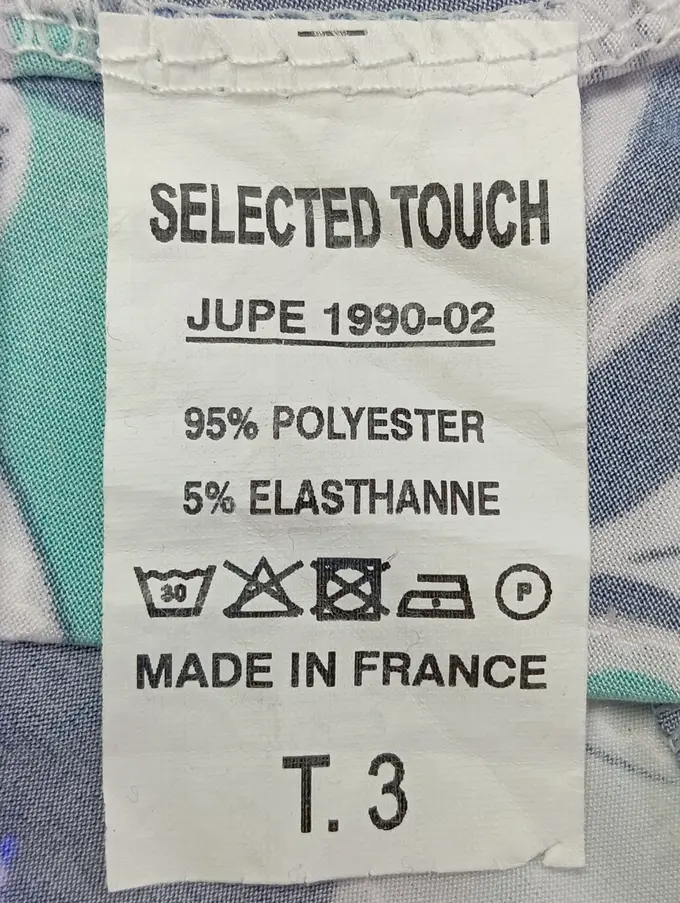 SELECTED TOUCH
JUPE 1990-02
95% POLYESTER
5% ELASTHANNE
30 P
MADE IN FRANCE
T. 3